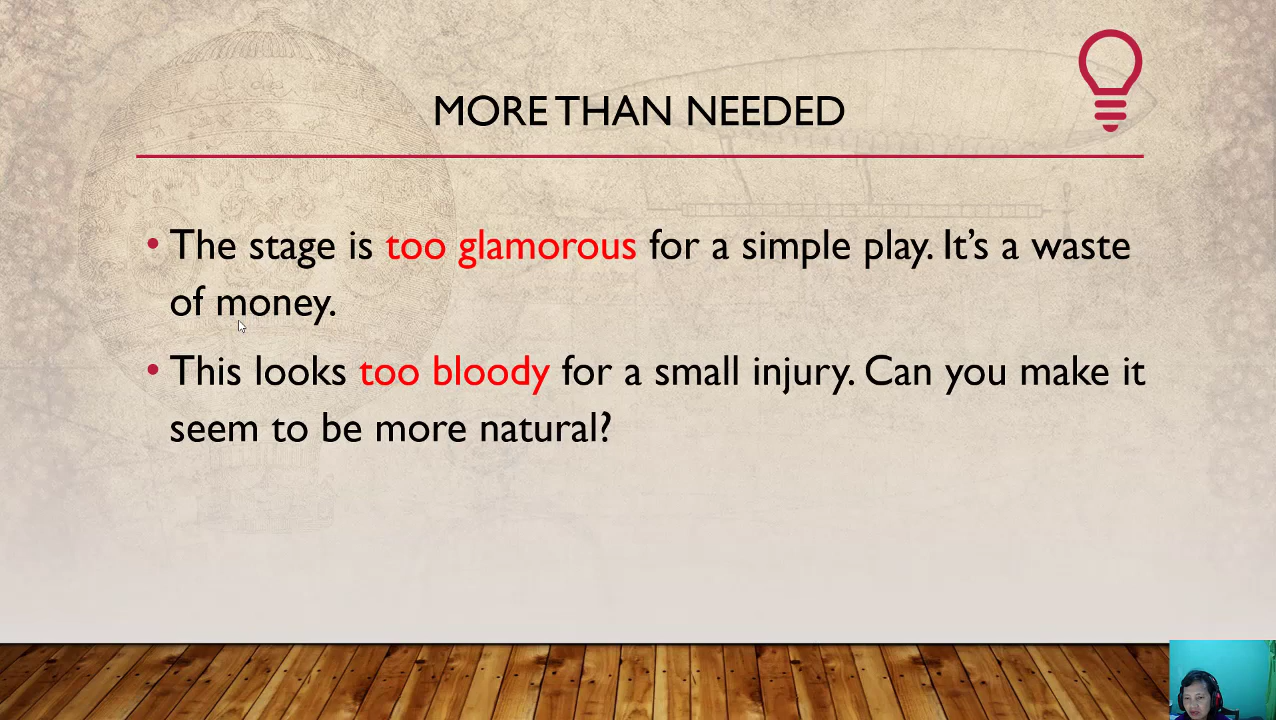 MORE THAN NEEDED
• The stage is too glamorous for a simple play. It’s a waste
of money.
• This looks too bloody for a small injury. Can you make it
seem to be more natural?